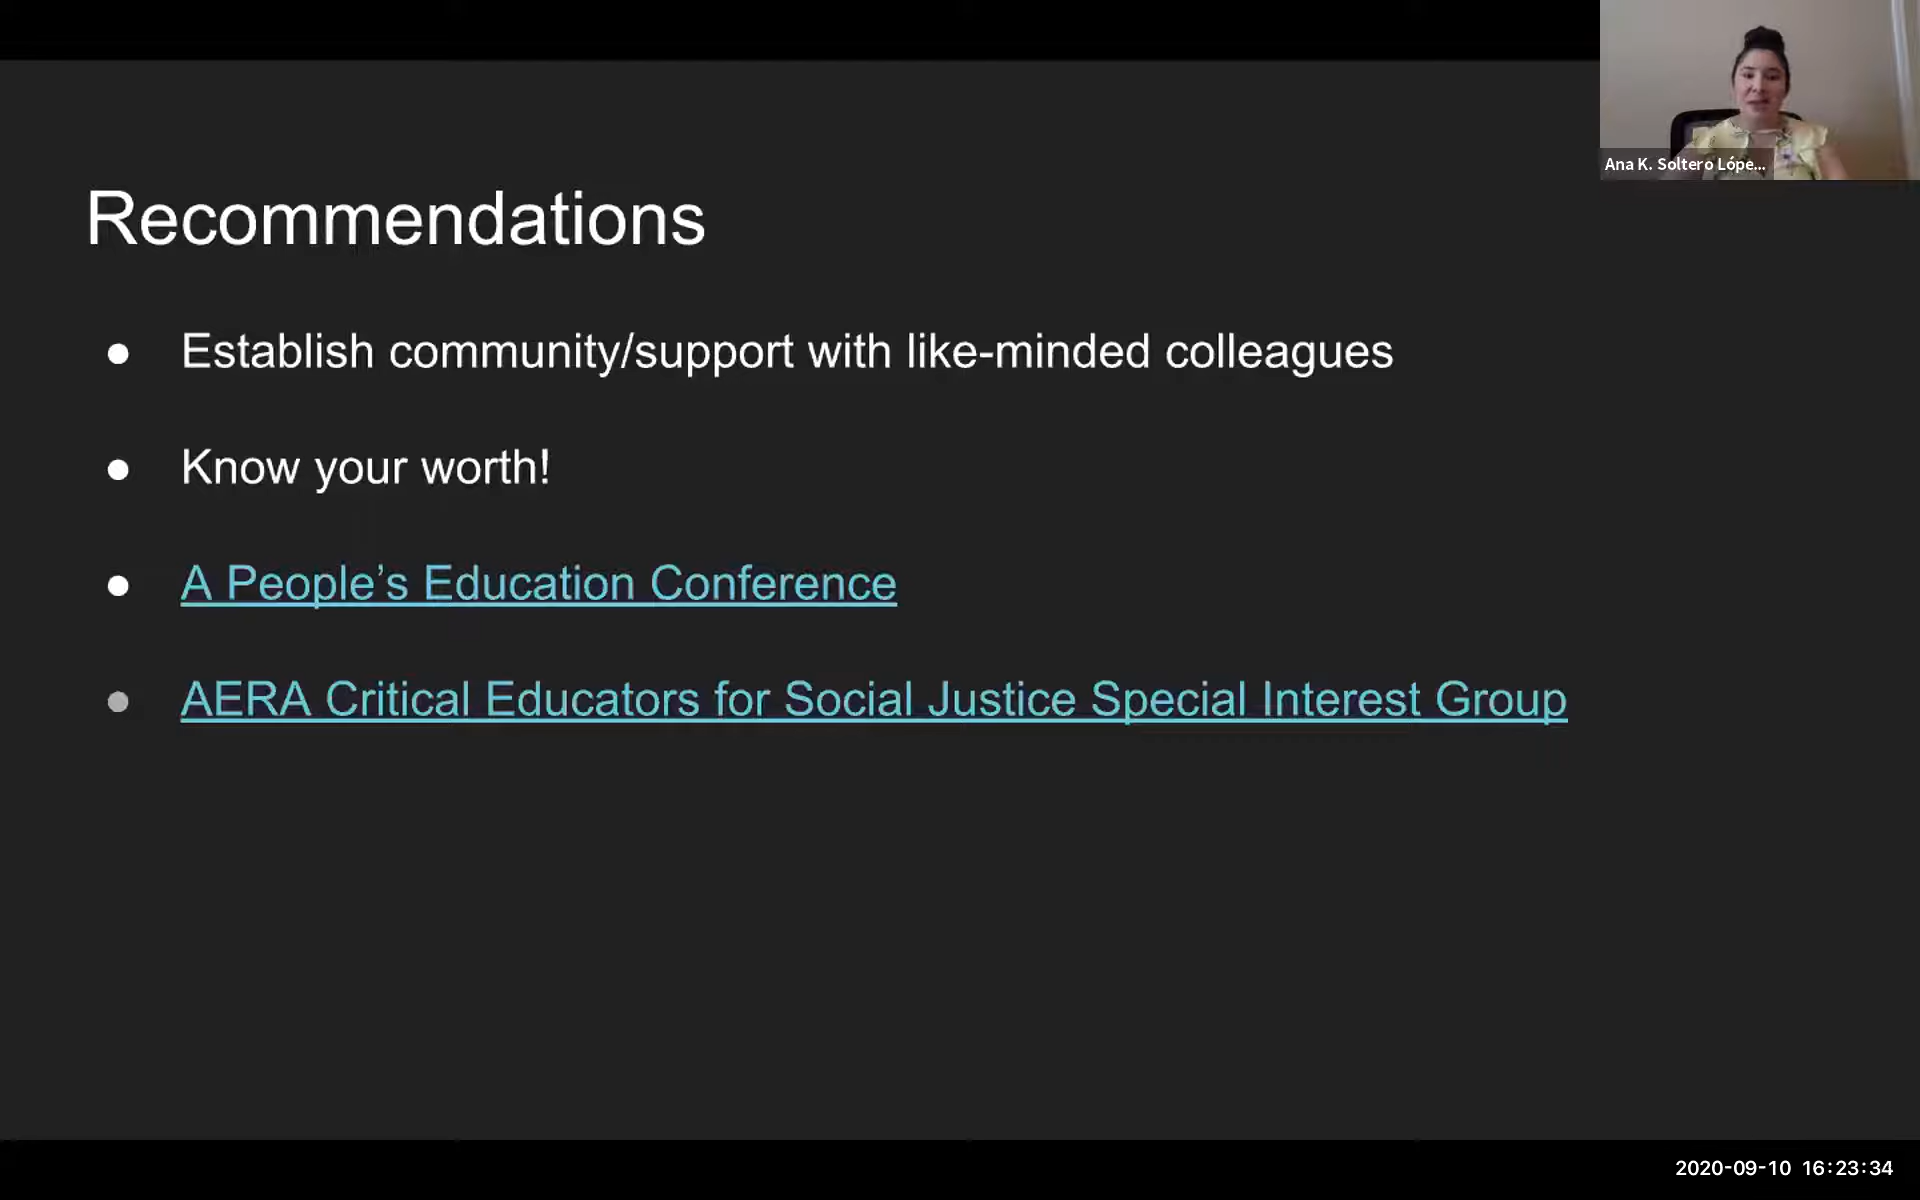 Ana K. Soltero Lópe...
Recommendations
● Establish community/support with like-minded colleagues
● Know your worth!
● A People’s Education Conference
● AERA Critical Educators for Social Justice Special Interest Group
2020-09-10 16:23:34